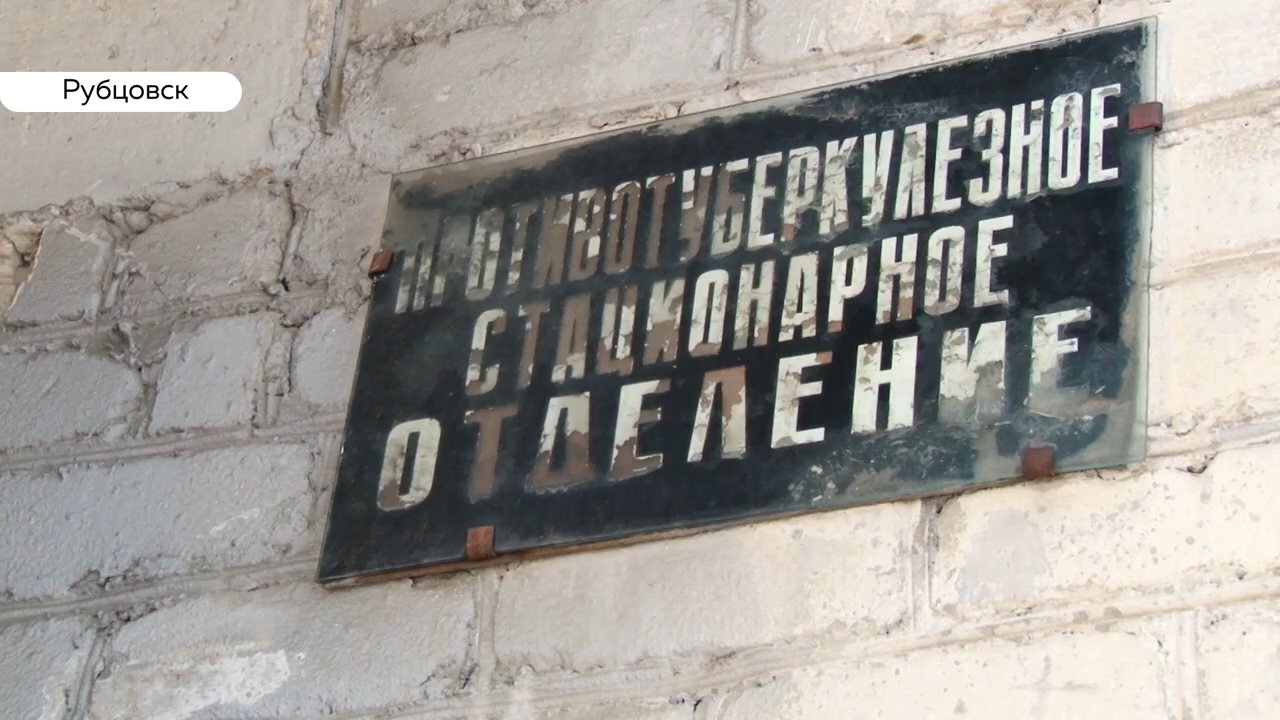 Рубцовск
ПРОТИВОТУБЕРКУЛЕЗНОЕ
СТАЦИОНАРНОЕ
ОТДЕЛЕНИЕ